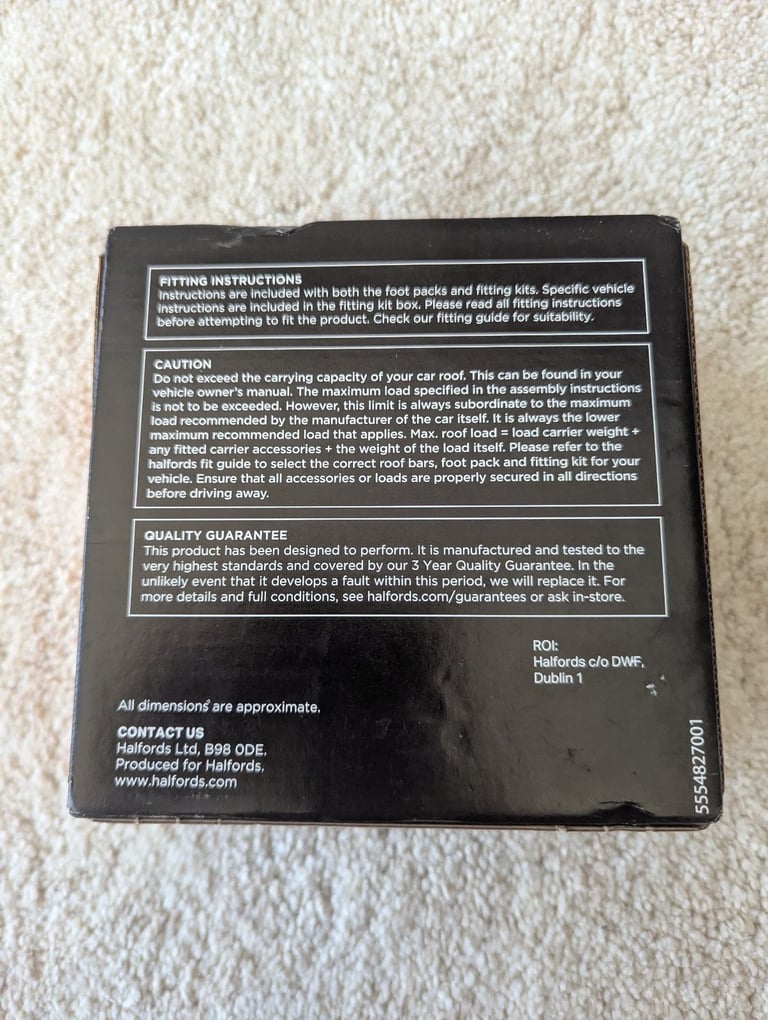 FITTING INSTRUCTIONS
Instructions are included with both the foot packs and fitting kits. Specific vehicle
instructions are included in the fitting kit box. Please read all fitting instructions
before attempting to fit the product. Check our fitting guide for suitability.
CAUTION
Do not exceed the carrying capacity of your car roof. This can be found in your
vehicle owner's manual. The maximum load specified in the assembly instructions
is not to be exceeded. However, this limit is always subordinate to the maximum
load recommended by the manufacturer of the car itself. It is always the lower
maximum recommended load that applies. Max. roof load = load carrier weight +
any fitted carrier accessories + the weight of the load itself. Please refer to the
halfords fit guide to select the correct roof bars, foot pack and fitting kit for your
vehicle. Ensure that all accessories or loads are properly secured in all directions
before driving away.
QUALITY GUARANTEE
This product has been designed to perform. It is manufactured and tested to the
very highest standards and covered by our 3 Year Quality Guarantee. In the
unlikely event that it develops a fault within this period, we will replace it. For
more details and full conditions, see halfords.com/guarantees or ask in-store.
ROI:
Halfords c/o DWF,
Dublin 1
All dimensions are approximate.
CONTACT US
Halfords Ltd, B98 0DE.
Produced for Halfords.
www.halfords.com
5554827001